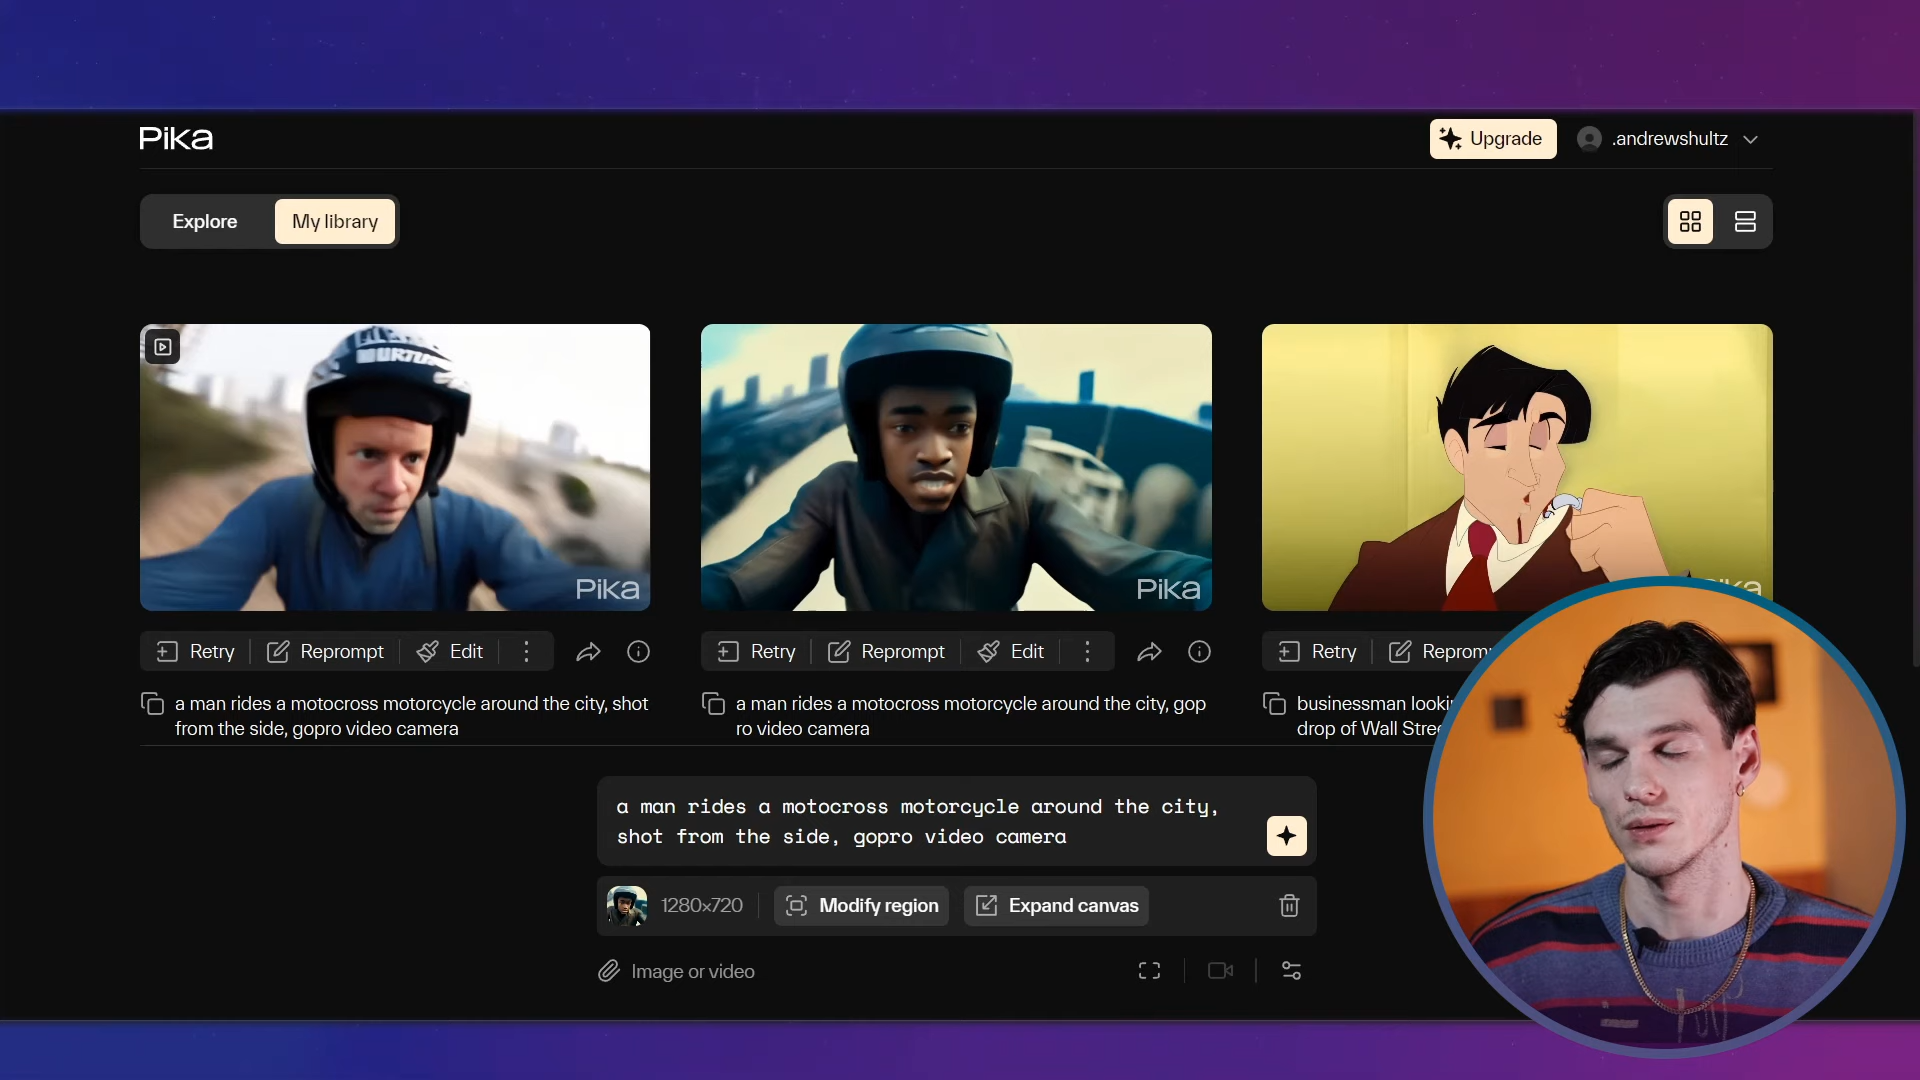 Pika
Upgrade
.andrewshultz
Explore
My library
Pika
Pika
Retry
Reprompt
Edit
Retry
Reprompt
Edit
Retry
a man rides a motocross motorcycle around the city, shot
from the side, gopro video camera
a man rides a motocross motorcycle around the city, gop
ro video camera
businessman
drop of Wall
a man rides a motocross motorcycle around the city,
shot from the side, gopro video camera
1280×720
Modify region
Expand canvas
Image or video